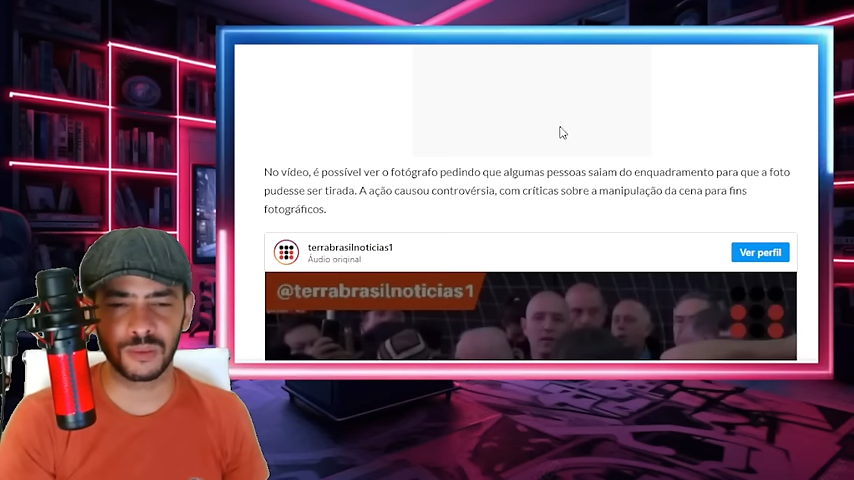 No vídeo, é possível ver o fotógrafo pedindo que algumas pessoas saiam do enquadramento para que a foto
pudesse ser tirada. A ação causou controvérsia, com críticas sobre a manipulação da cena para fins
fotográficos.
terrabrasilnoticias1
Áudio original
Ver perfil
@terrabrasilnoticias1